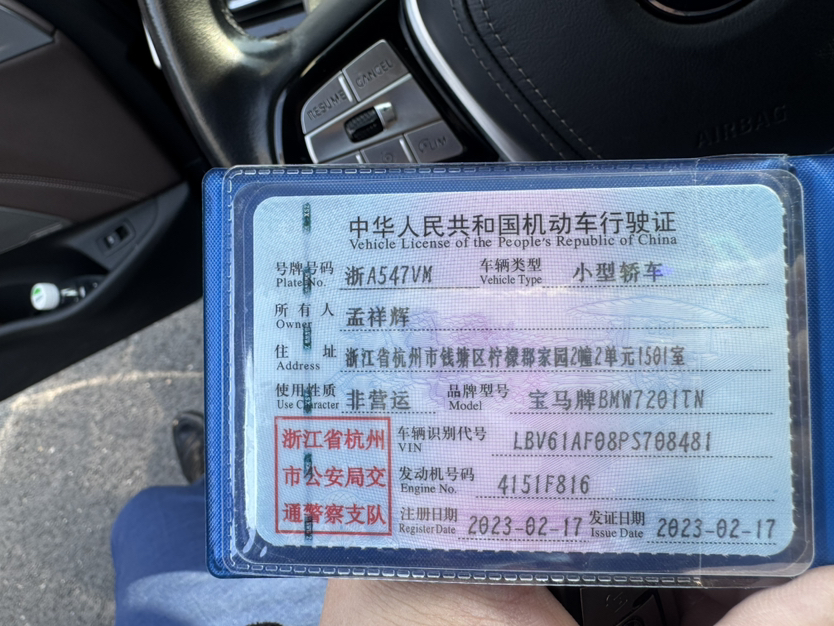 RESUME
CANCEL
AIRBAG
中华人民共和国机动车行驶证
Vehicle License of the People's Republic of China
号牌号码 浙A547VM 车辆类型 小型轿车
Plate No. Vehicle Type
所有人 孟祥辉
Owner
住址 浙江省杭州市钱塘区柠檬郡家园2幢2单元1501室
Address
使用性质 非营运 品牌型号 宝马牌BMW7201TN
Use Character Model
浙江省杭州 车辆识别代号 LBV61AF08PS708481
VIN
市公安局交 发动机号码 4151F816
Engine No.
通警察支队 注册日期 2023-02-17 发证日期 2023-02-17
Register Date Issue Date